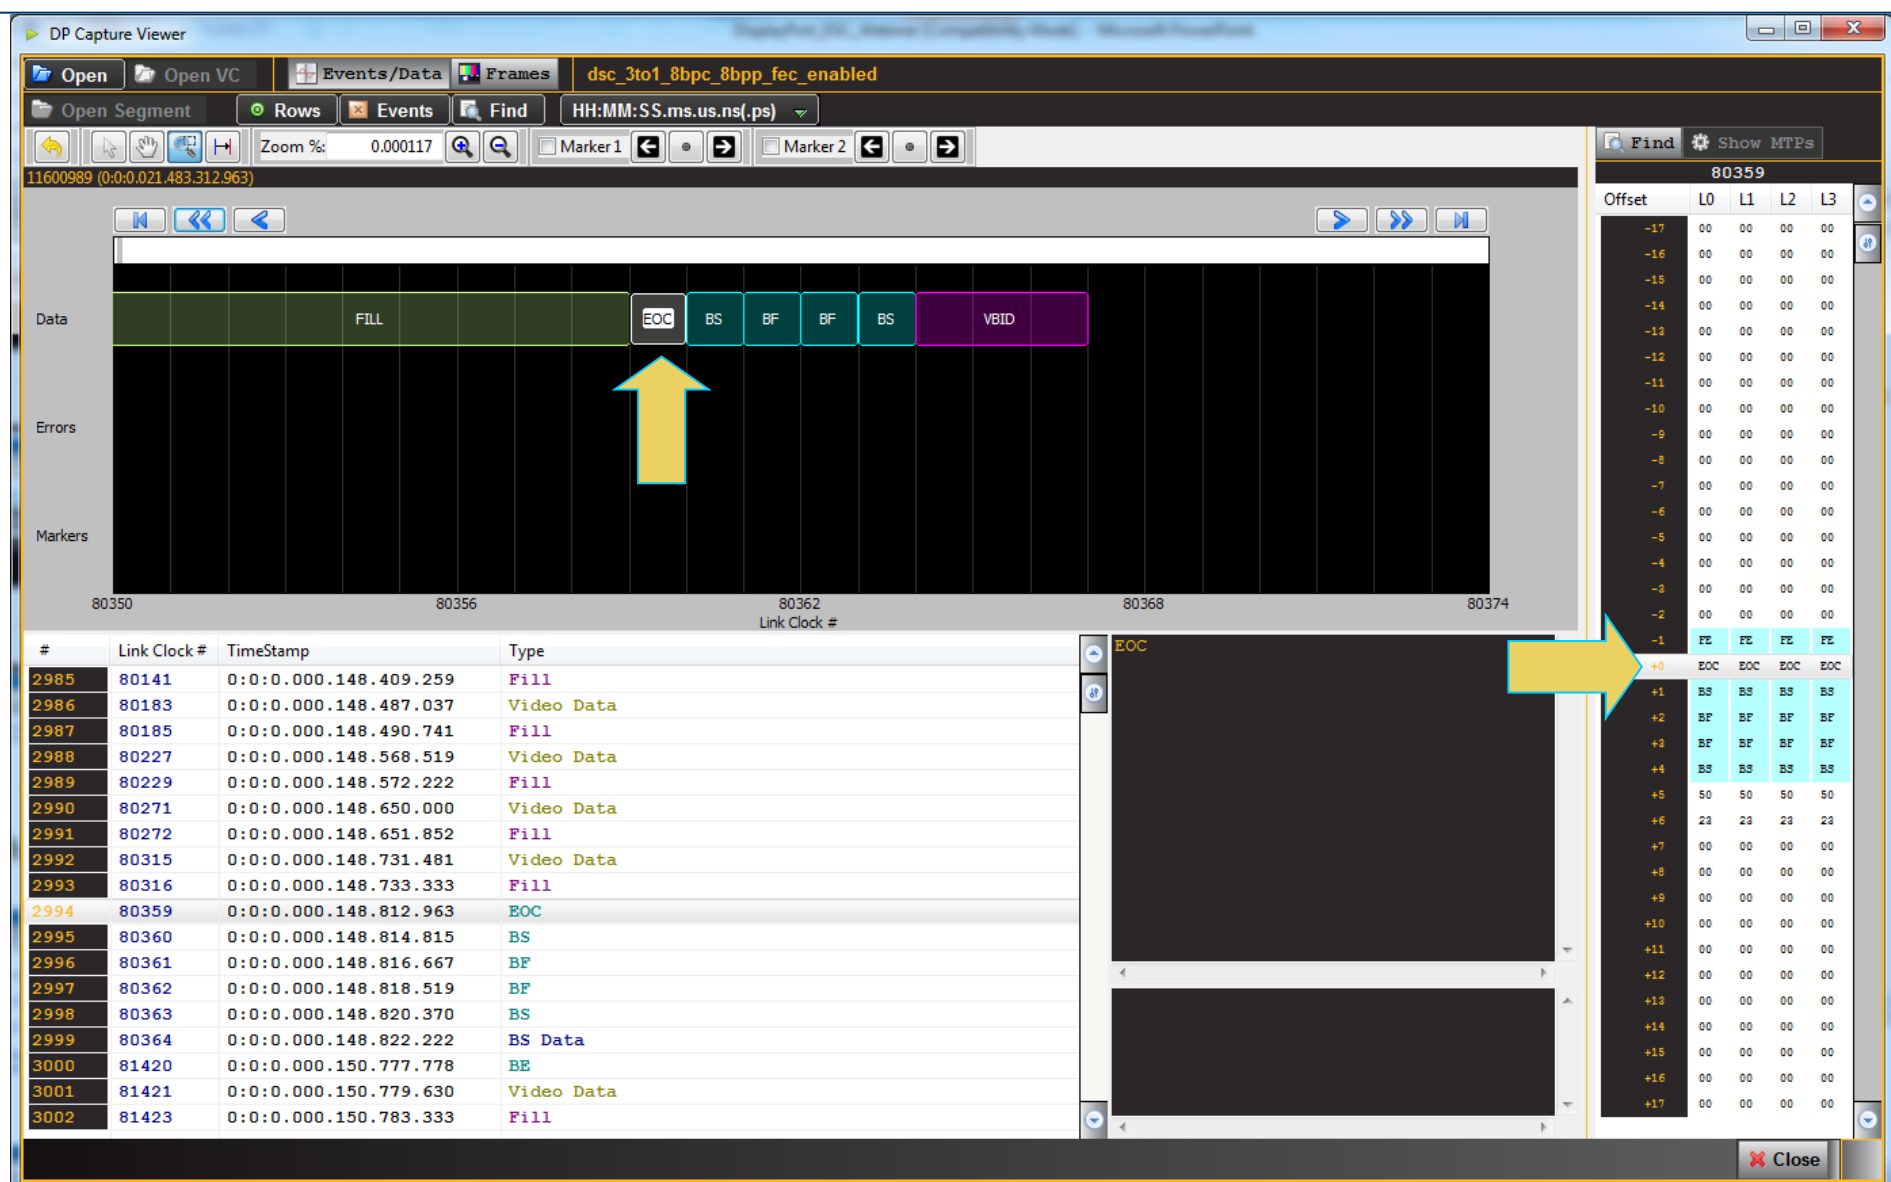 DP Capture Viewer
Open Open VC Events/Data Frames dsc_3to1_8bpc_8bpp_fec_enabled
Open Segment Rows Events Find HH:MM:SS.ms.us.ns(.ps)
Zoom %: 0.000117 Marker 1 Marker 2
11600989 (0:0:0.021.483.312.963)
Data FILL EOC BS BF BF BS VBID
Errors
Markers
80350 80356 80362 80368 80374
Link Clock #
# Link Clock # TimeStamp Type
2985 80141 0:0:0.000.148.409.259 Fill
2986 80183 0:0:0.000.148.487.037 Video Data
2987 80185 0:0:0.000.148.490.741 Fill
2988 80227 0:0:0.000.148.568.519 Video Data
2989 80229 0:0:0.000.148.572.222 Fill
2990 80271 0:0:0.000.148.650.000 Video Data
2991 80272 0:0:0.000.148.651.852 Fill
2992 80315 0:0:0.000.148.731.481 Video Data
2993 80316 0:0:0.000.148.733.333 Fill
2994 80359 0:0:0.000.148.812.963 EOC
2995 80360 0:0:0.000.148.814.815 BS
2996 80361 0:0:0.000.148.816.667 BF
2997 80362 0:0:0.000.148.818.519 BF
2998 80363 0:0:0.000.148.820.370 BS
2999 80364 0:0:0.000.148.822.222 BS Data
3000 81420 0:0:0.000.150.777.778 BE
3001 81421 0:0:0.000.150.779.630 Video Data
3002 81423 0:0:0.000.150.783.333 Fill
EOC
Find Show MTPs
80359
Offset L0 L1 L2 L3
-17 00 00 00 00
-16 00 00 00 00
-15 00 00 00 00
-14 00 00 00 00
-13 00 00 00 00
-12 00 00 00 00
-11 00 00 00 00
-10 00 00 00 00
-9 00 00 00 00
-8 00 00 00 00
-7 00 00 00 00
-6 00 00 00 00
-5 00 00 00 00
-4 00 00 00 00
-3 00 00 00 00
-2 00 00 00 00
-1 FE FE FE FE
+0 EOC EOC EOC EOC
+1 BS BS BS BS
+2 BF BF BF BF
+3 BF BF BF BF
+4 BS BS BS BS
+5 50 50 50 50
+6 23 23 23 23
+7 00 00 00 00
+8 00 00 00 00
+9 00 00 00 00
+10 00 00 00 00
+11 00 00 00 00
+12 00 00 00 00
+13 00 00 00 00
+14 00 00 00 00
+15 00 00 00 00
+16 00 00 00 00
+17 00 00 00 00
Close